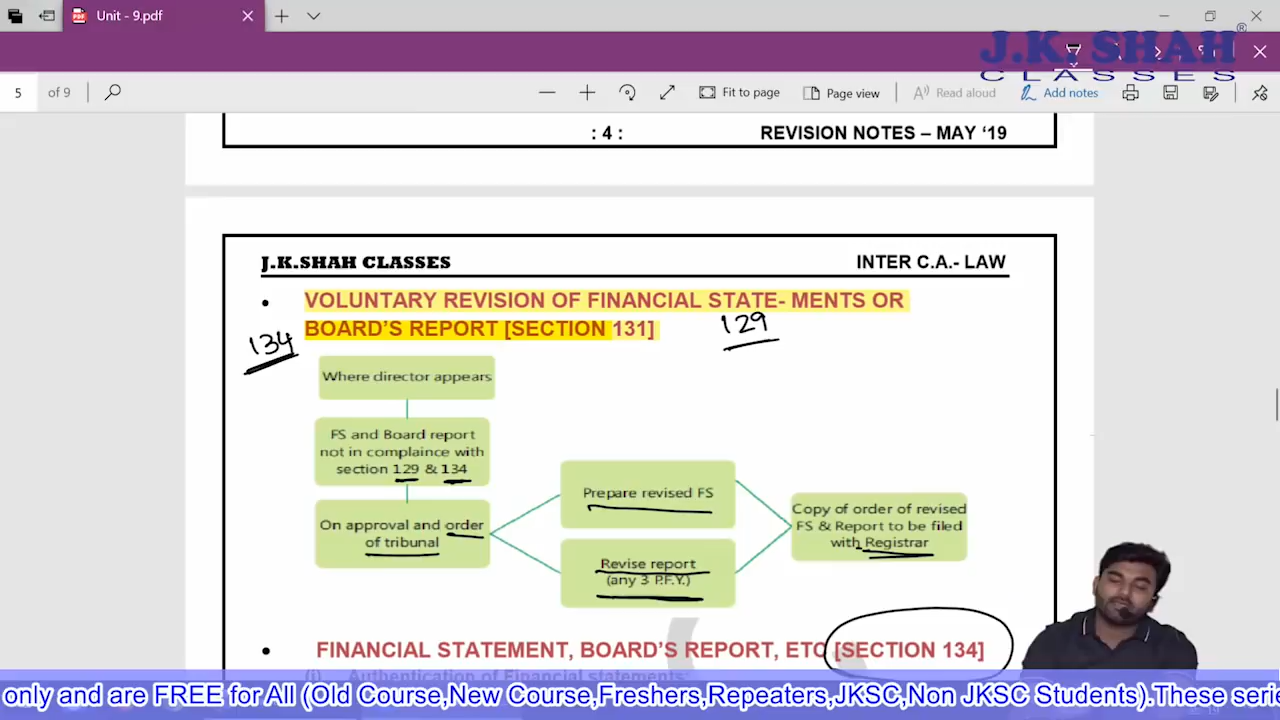 Unit - 9.pdf
J.K. SHAH®
CLASSES
5 of 9
Fit to page
Page view
Read aloud
Add notes
: 4 : REVISION NOTES – MAY ‘19
J.K.SHAH CLASSES INTER C.A.- LAW
• VOLUNTARY REVISION OF FINANCIAL STATE- MENTS OR
BOARD’S REPORT [SECTION 131]
129
134
Where director appears
FS and Board report
not in complaince with
section 129 & 134
On approval and order
of tribunal
Prepare revised FS
Revise report
(any 3 P.F.Y.)
Copy of order of revised
FS & Report to be filed
with Registrar
• FINANCIAL STATEMENT, BOARD’S REPORT, ETC [SECTION 134]
(i) Authentication of Financial statements:
only and are FREE for All (Old Course,New Course,Freshers,Repeaters,JKSC,Non JKSC Students).These seri